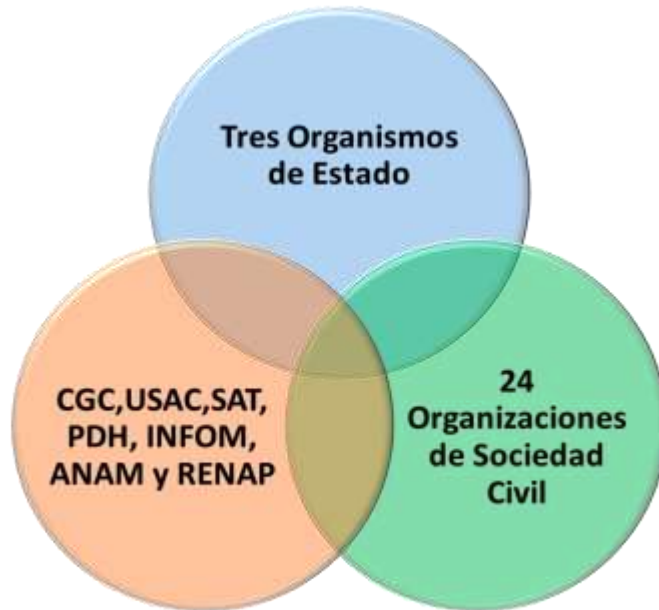 Tres Organismos
de Estado
CGC,USAC,SAT,
PDH, INFOM,
ANAM y RENAP
24
Organizaciones
de Sociedad
Civil